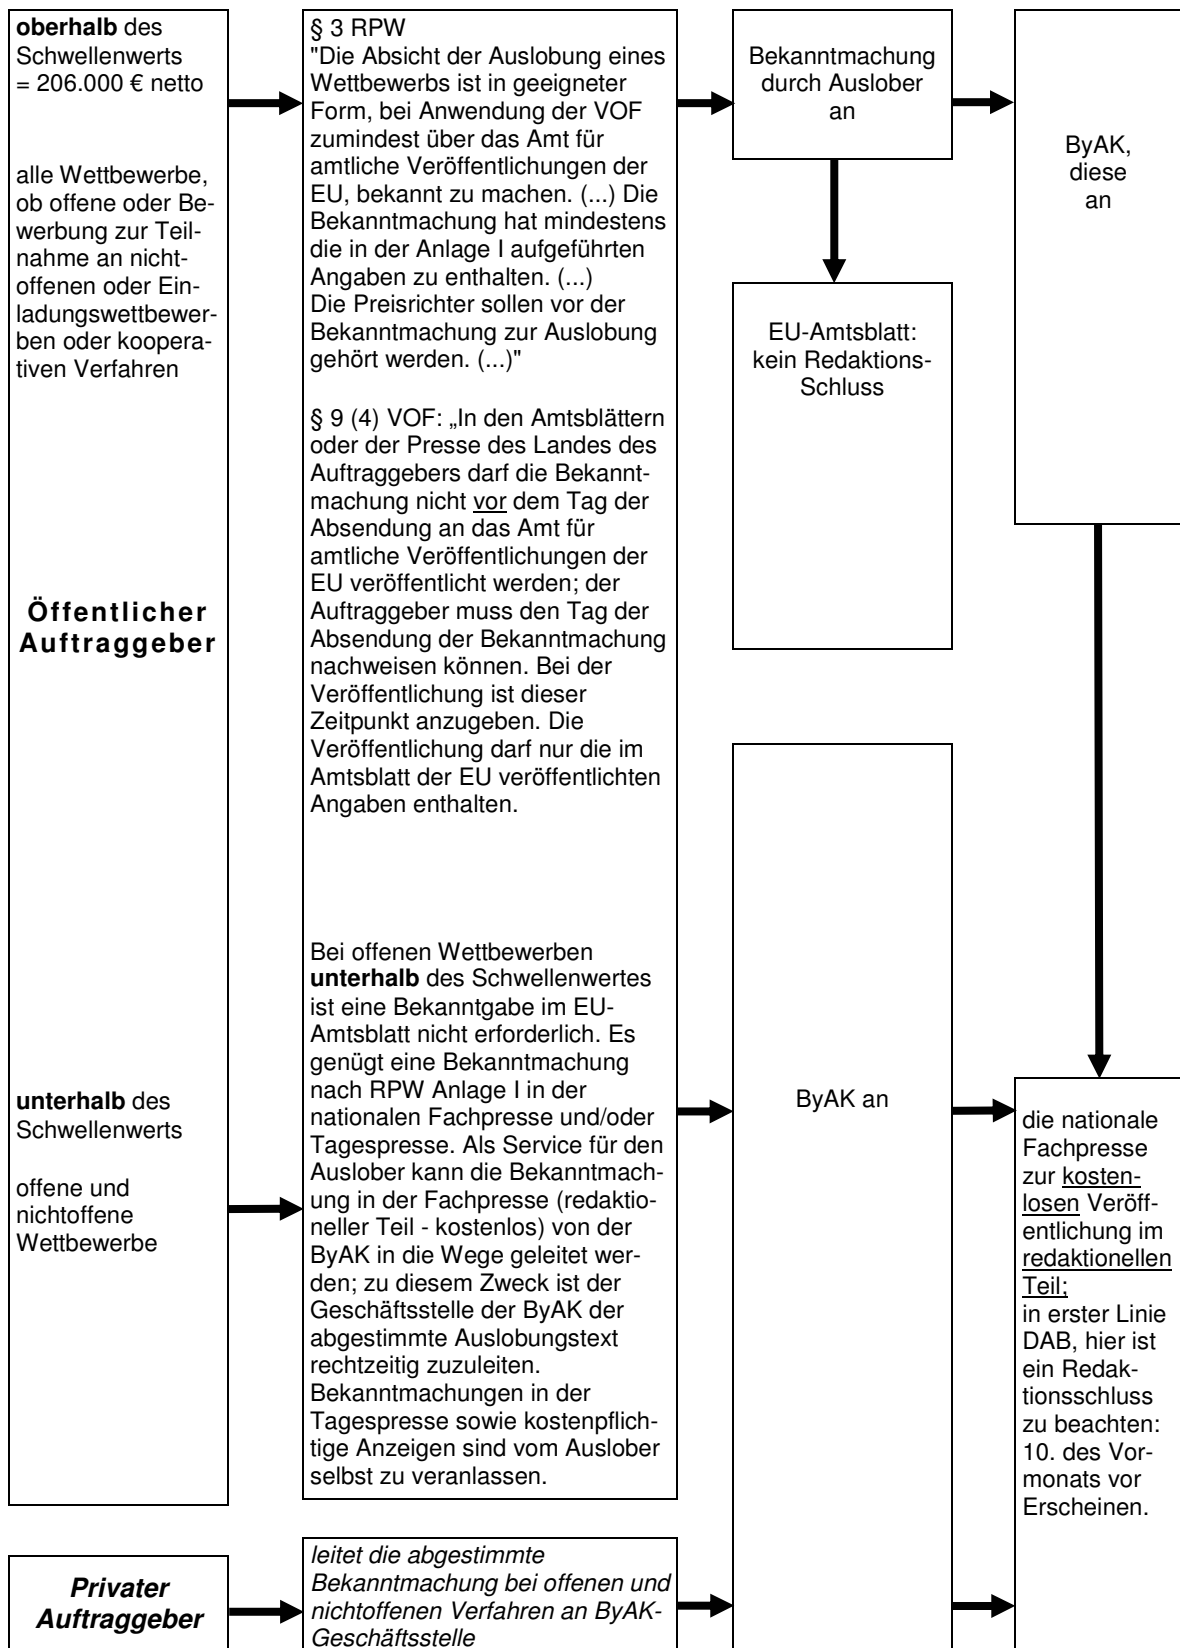 oberhalb des
Schwellenwerts
= 206.000 € netto
alle Wettbewerbe,
ob offene oder Be-
werbung zur Teil-
nahme an nicht-
offenen oder Ein-
ladungswettbewer-
ben oder koopera-
tiven Verfahren
Öffentlicher
Auftraggeber
unterhalb des
Schwellenwerts
offene und
nichtoffene
Wettbewerbe
§ 3 RPW
"Die Absicht der Auslobung eines
Wettbewerbs ist in geeigneter
Form, bei Anwendung der VOF
zumindest über das Amt für
amtliche Veröffentlichungen der
EU, bekannt zu machen. (...) Die
Bekanntmachung hat mindestens
die in der Anlage I aufgeführten
Angaben zu enthalten. (...)
Die Preisrichter sollen vor der
Bekanntmachung zur Auslobung
gehört werden. (...)"
§ 9 (4) VOF: „In den Amtsblättern
oder der Presse des Landes des
Auftraggebers darf die Bekannt-
machung nicht vor dem Tag der
Absendung an das Amt für
amtliche Veröffentlichungen der
EU veröffentlicht werden; der
Auftraggeber muss den Tag der
Absendung der Bekanntmachung
nachweisen können. Bei der
Veröffentlichung ist dieser
Zeitpunkt anzugeben. Die
Veröffentlichung darf nur die im
Amtsblatt der EU veröffentlichten
Angaben enthalten.
Bei offenen Wettbewerben
unterhalb des Schwellenwertes
ist eine Bekanntgabe im EU-
Amtsblatt nicht erforderlich. Es
genügt eine Bekanntmachung
nach RPW Anlage I in der
nationalen Fachpresse und/oder
Tagespresse. Als Service für den
Auslober kann die Bekanntmach-
ung in der Fachpresse (redaktio-
neller Teil - kostenlos) von der
ByAK in die Wege geleitet wer-
den; zu diesem Zweck ist der
Geschäftsstelle der ByAK der
abgestimmte Auslobungstext
rechtzeitig zuzuleiten.
Bekanntmachungen in der
Tagespresse sowie kostenpflich-
tige Anzeigen sind vom Auslober
selbst zu veranlassen.
Bekanntmachung
durch Auslober
an
EU-Amtsblatt:
kein Redaktions-
Schluss
ByAK an
ByAK,
diese
an
die nationale
Fachpresse
zur kosten-
losen Veröff-
entlichung im
redaktionellen
Teil;
in erster Linie
DAB, hier ist
ein Redak-
tionsschluss
zu beachten:
10. des Vor-
monats vor
Erscheinen.
Privater
Auftraggeber
leitet die abgestimmte
Bekanntmachung bei offenen und
nichtoffenen Verfahren an ByAK-
Geschäftsstelle